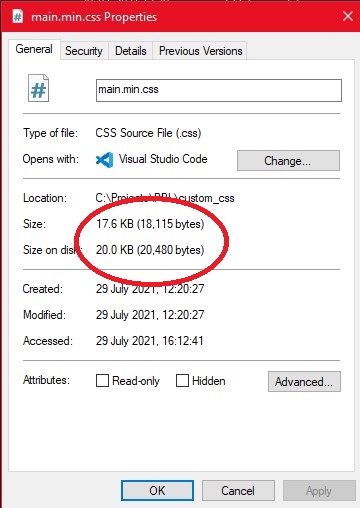 main.min.css Properties
General Security Details Previous Versions
main.min.css
Type of file: CSS Source File (.css)
Opens with: Visual Studio Code Change...
Location: C:\Projects\ \custom_css
Size: 17.6 KB (18,115 bytes)
Size on disk: 20.0 KB (20,480 bytes)
Created: 29 July 2021, 12:20:27
Modified: 29 July 2021, 12:20:27
Accessed: 29 July 2021, 16:12:41
Attributes: Read-only Hidden Advanced...
OK Cancel Apply